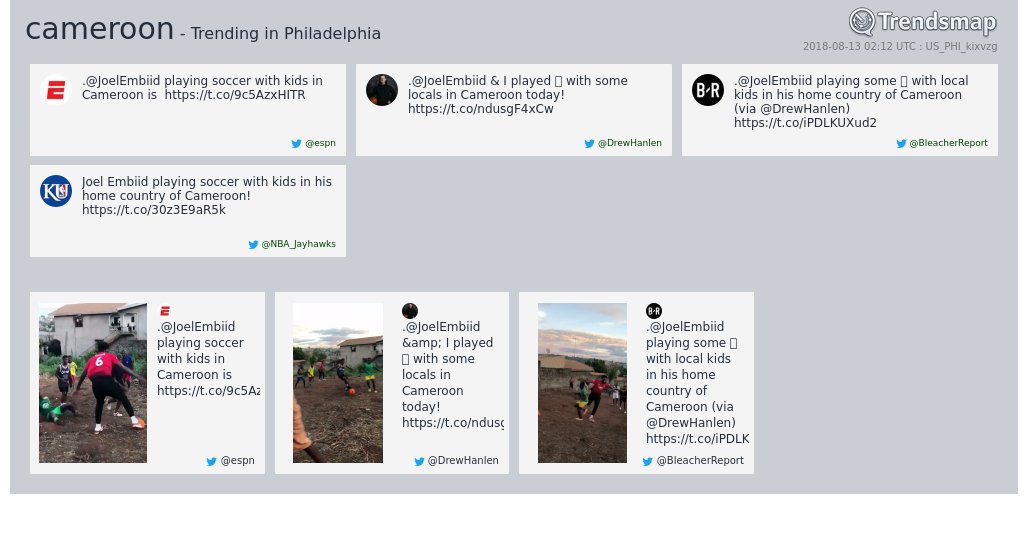 cameroon - Trending in Philadelphia
Trendsmap
2018-08-13 02:12 UTC : US_PHI_kixvzg
.@JoelEmbiid playing soccer with kids in
Cameroon is  https://t.co/9c5AzxHITR
@espn
.@JoelEmbiid & I played ▯ with some
locals in Cameroon today!
https://t.co/ndusgF4xCw
@DrewHanlen
B/R
.@JoelEmbiid playing some ▯ with local
kids in his home country of Cameroon
(via @DrewHanlen)
https://t.co/iPDLKUXud2
@BleacherReport
KU
Joel Embiid playing soccer with kids in his
home country of Cameroon!
https://t.co/30z3E9aR5k
@NBA_Jayhawks
6
.@JoelEmbiid
playing soccer
with kids in
Cameroon is
https://t.co/9c5Az
@espn
.@JoelEmbiid
&amp; I played
▯ with some
locals in
Cameroon
today!
https://t.co/ndusg
@DrewHanlen
B/R
.@JoelEmbiid
playing some ▯
with local kids
in his home
country of
Cameroon (via
@DrewHanlen)
https://t.co/iPDLK
@BleacherReport